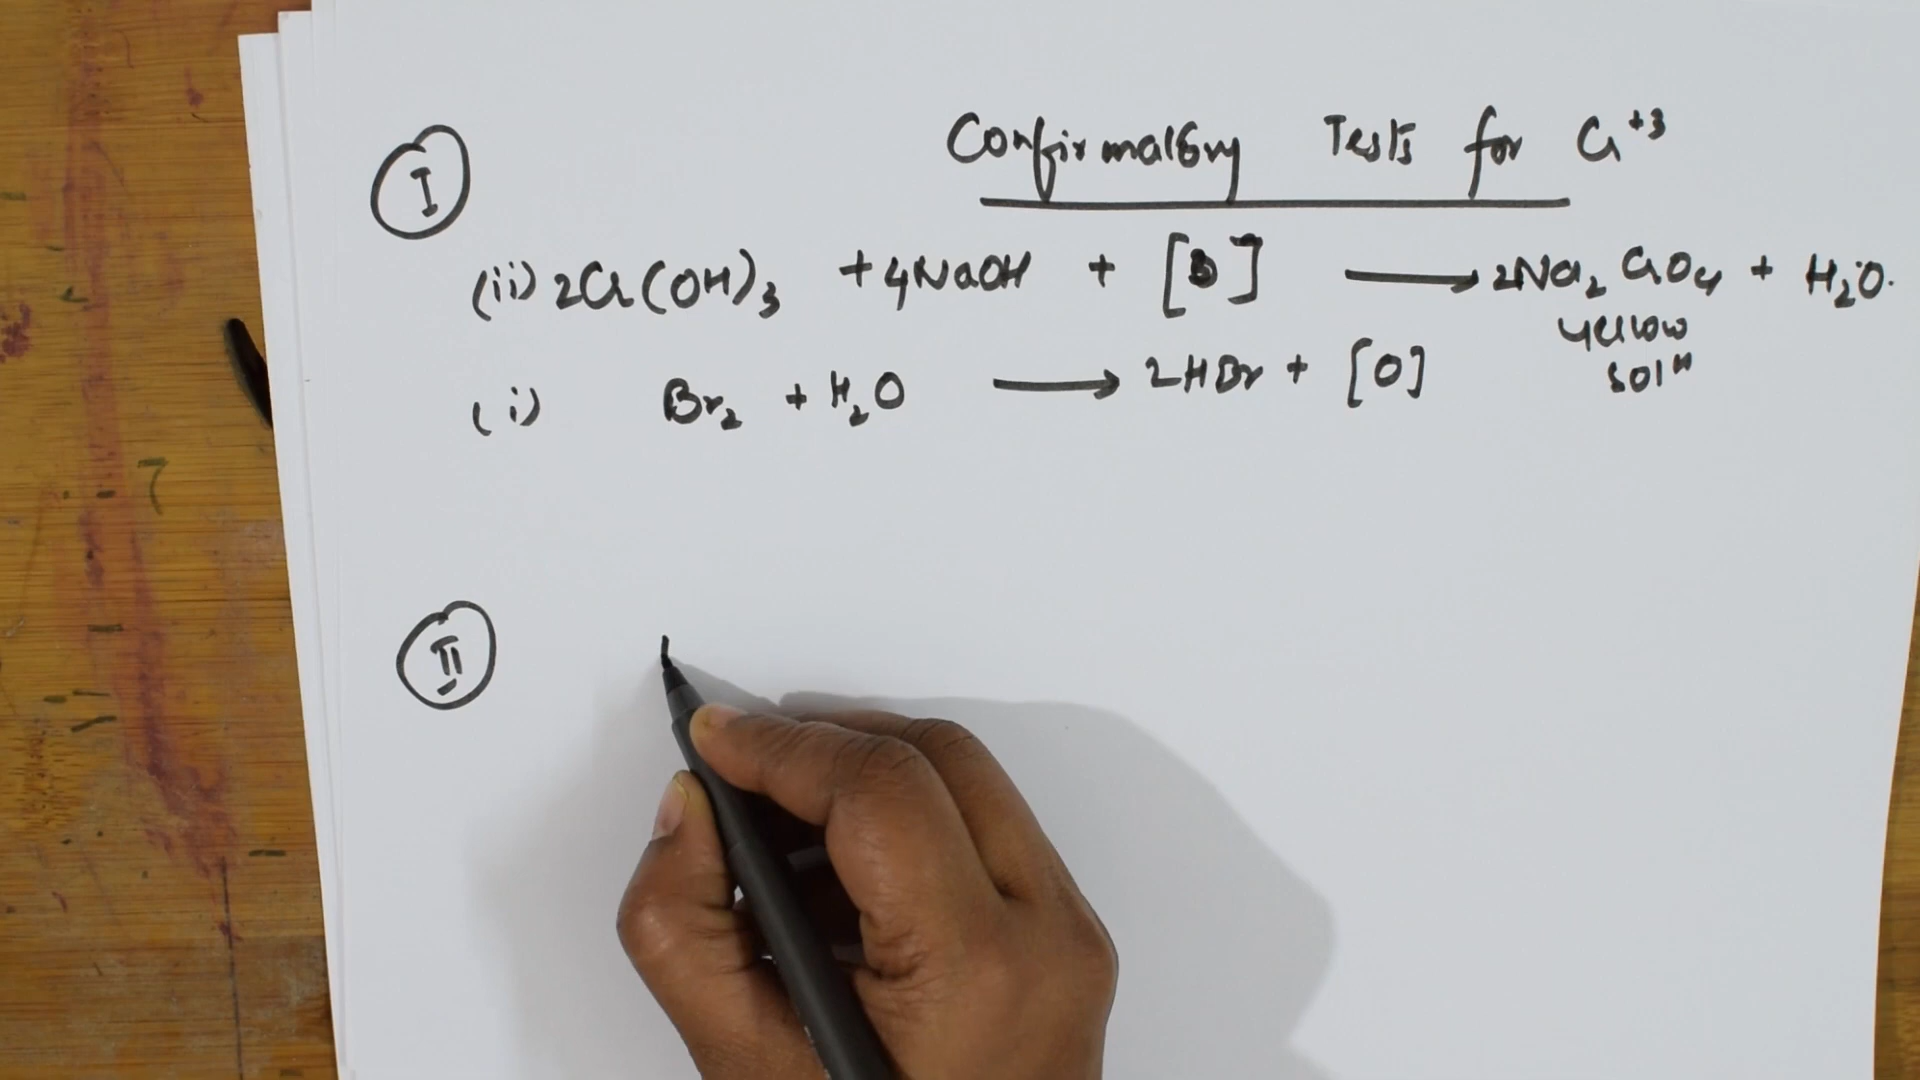 Confirmatory Tests for Cr+3
I
(ii) 2Cr(OH)3 + 4NaOH + [O] ⟶ 2Na2CrO4 + H2O.
yellow
solⁿ
(i) Br2 + H2O ⟶ 2HBr + [O]
II